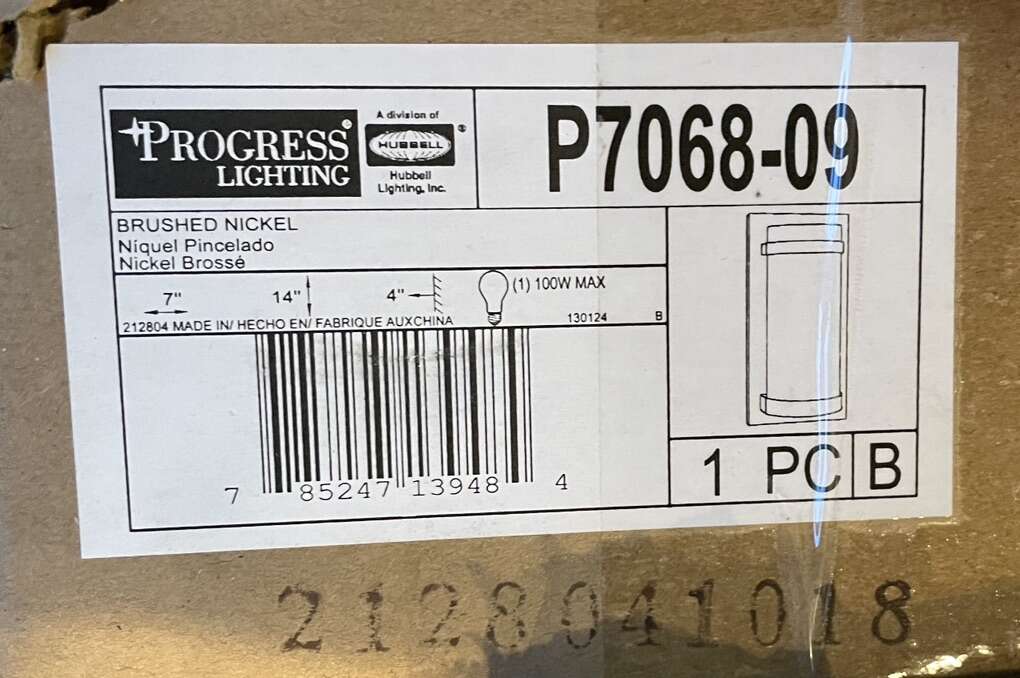 PROGRESS®
LIGHTING
A division of
HUBBELL ®
Hubbell
Lighting, Inc.
P7068-09
BRUSHED NICKEL
Níquel Pincelado
Nickel Brossé
7" 14" 4" (1) 100W MAX
212804 MADE IN/ HECHO EN/ FABRIQUE AUXCHINA 130124 B
7 85247 13948 4
1 PC B
2128041018